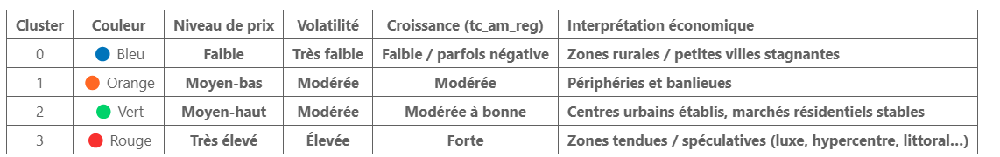 Cluster Couleur Niveau de prix Volatilité Croissance (tc_am_reg) Interprétation économique
0 Bleu Faible Très faible Faible / parfois négative Zones rurales / petites villes stagnantes
1 Orange Moyen-bas Modérée Modérée Périphéries et banlieues
2 Vert Moyen-haut Modérée Modérée à bonne Centres urbains établis, marchés résidentiels stables
3 Rouge Très élevé Élevée Forte Zones tendues / spéculatives (luxe, hypercentre, littoral…)